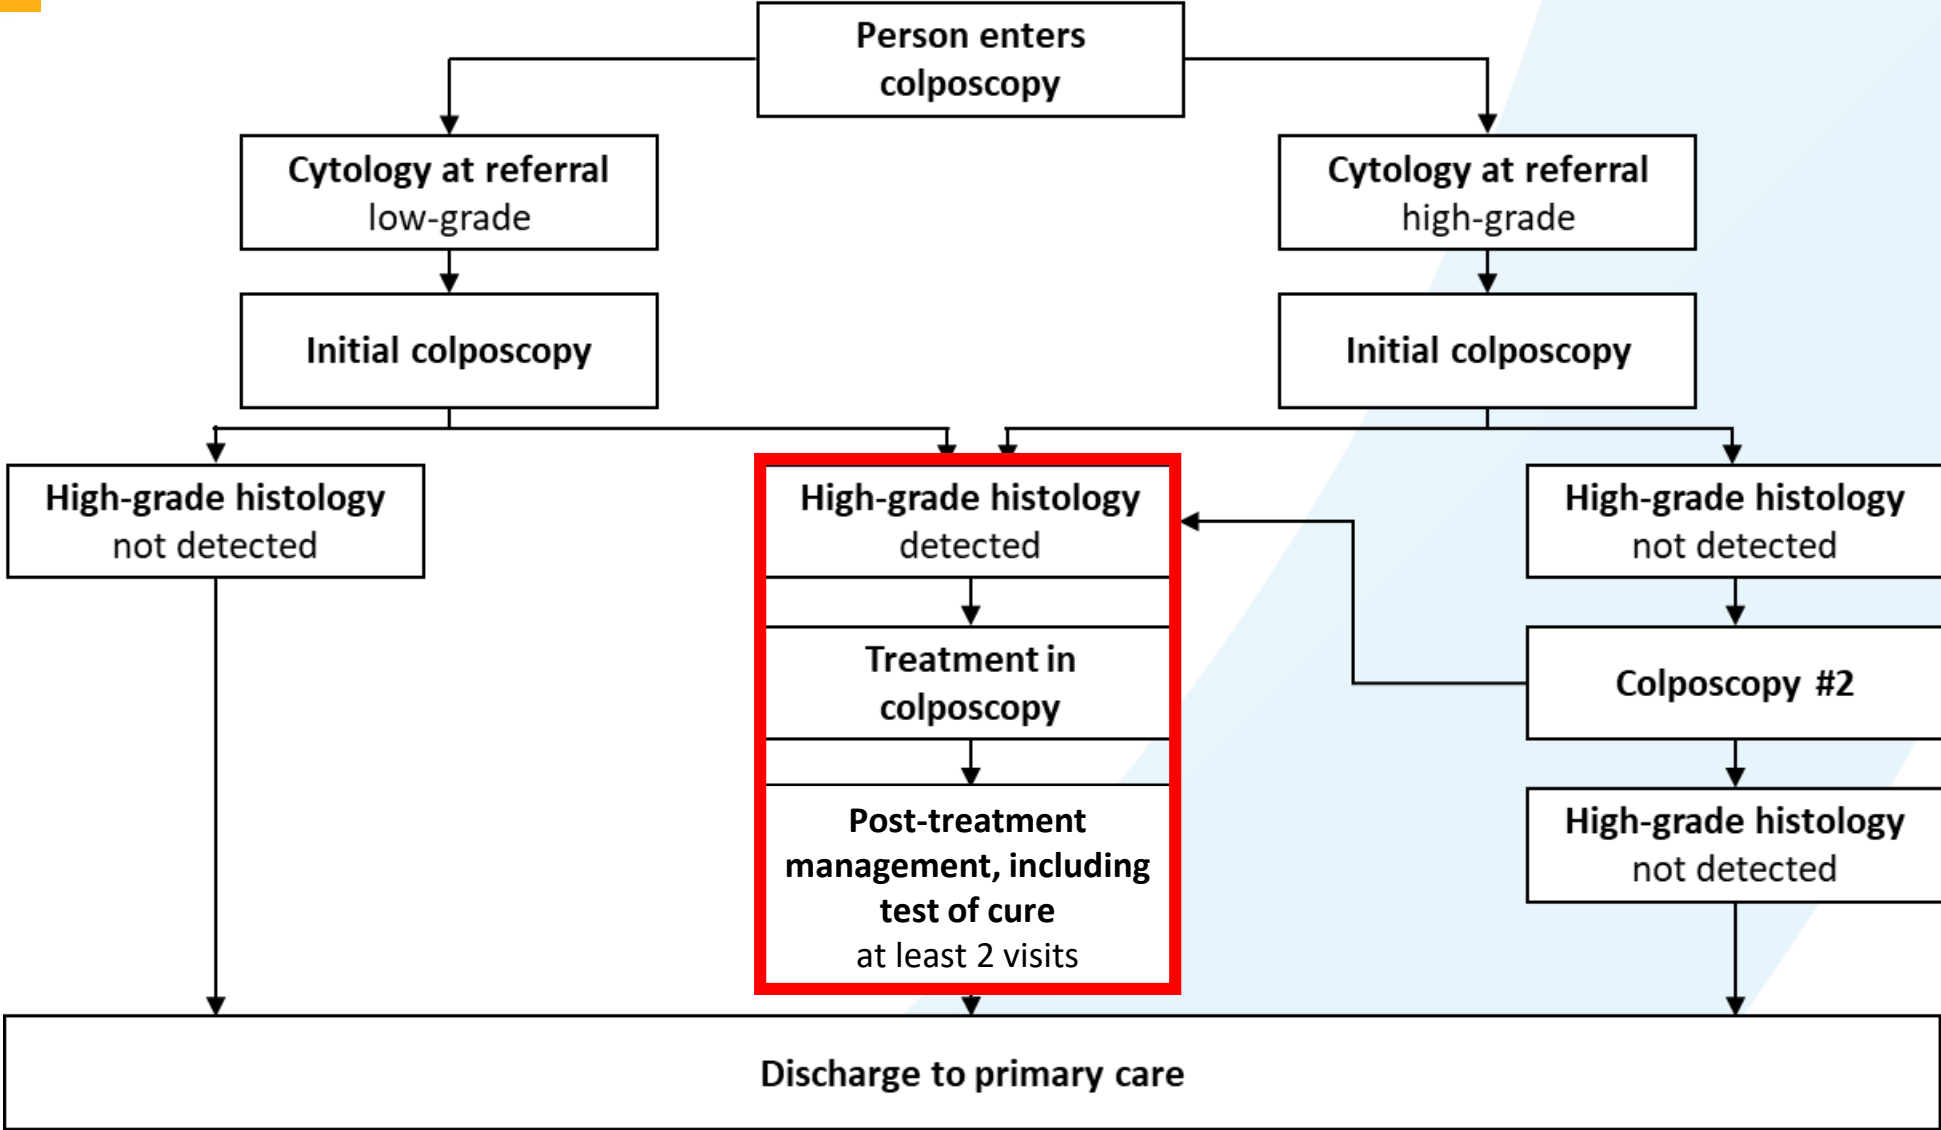 Person enters
colposcopy
Cytology at referral
low-grade
Cytology at referral
high-grade
Initial colposcopy
Initial colposcopy
High-grade histology
not detected
High-grade histology
detected
High-grade histology
not detected
Treatment in
colposcopy
Colposcopy #2
Post-treatment
management, including
test of cure
at least 2 visits
High-grade histology
not detected
Discharge to primary care